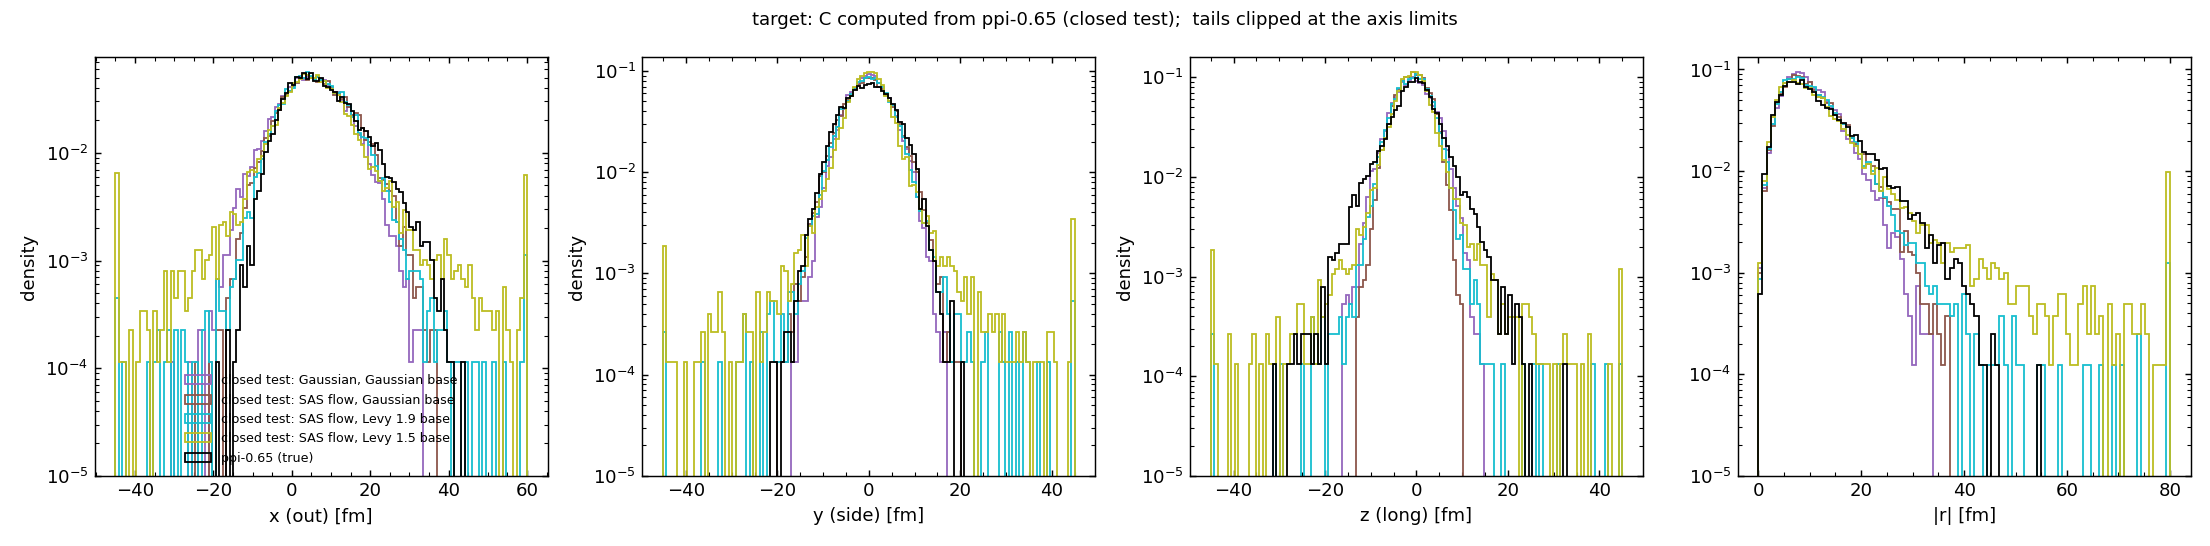 target: C computed from ppi-0.65 (closed test);  tails clipped at the axis limits
density
10^-2
10^-3
10^-4
10^-5
closed test: Gaussian, Gaussian base
closed test: SAS flow, Gaussian base
closed test: SAS flow, Levy 1.9 base
closed test: SAS flow, Levy 1.5 base
ppi-0.65 (true)
−40 −20 0 20 40 60
x (out) [fm]
density
10^-1
10^-2
10^-3
10^-4
10^-5
−40 −20 0 20 40
y (side) [fm]
density
10^-1
10^-2
10^-3
10^-4
10^-5
−40 −20 0 20 40
z (long) [fm]
10^-1
10^-2
10^-3
10^-4
10^-5
0 20 40 60 80
|r| [fm]